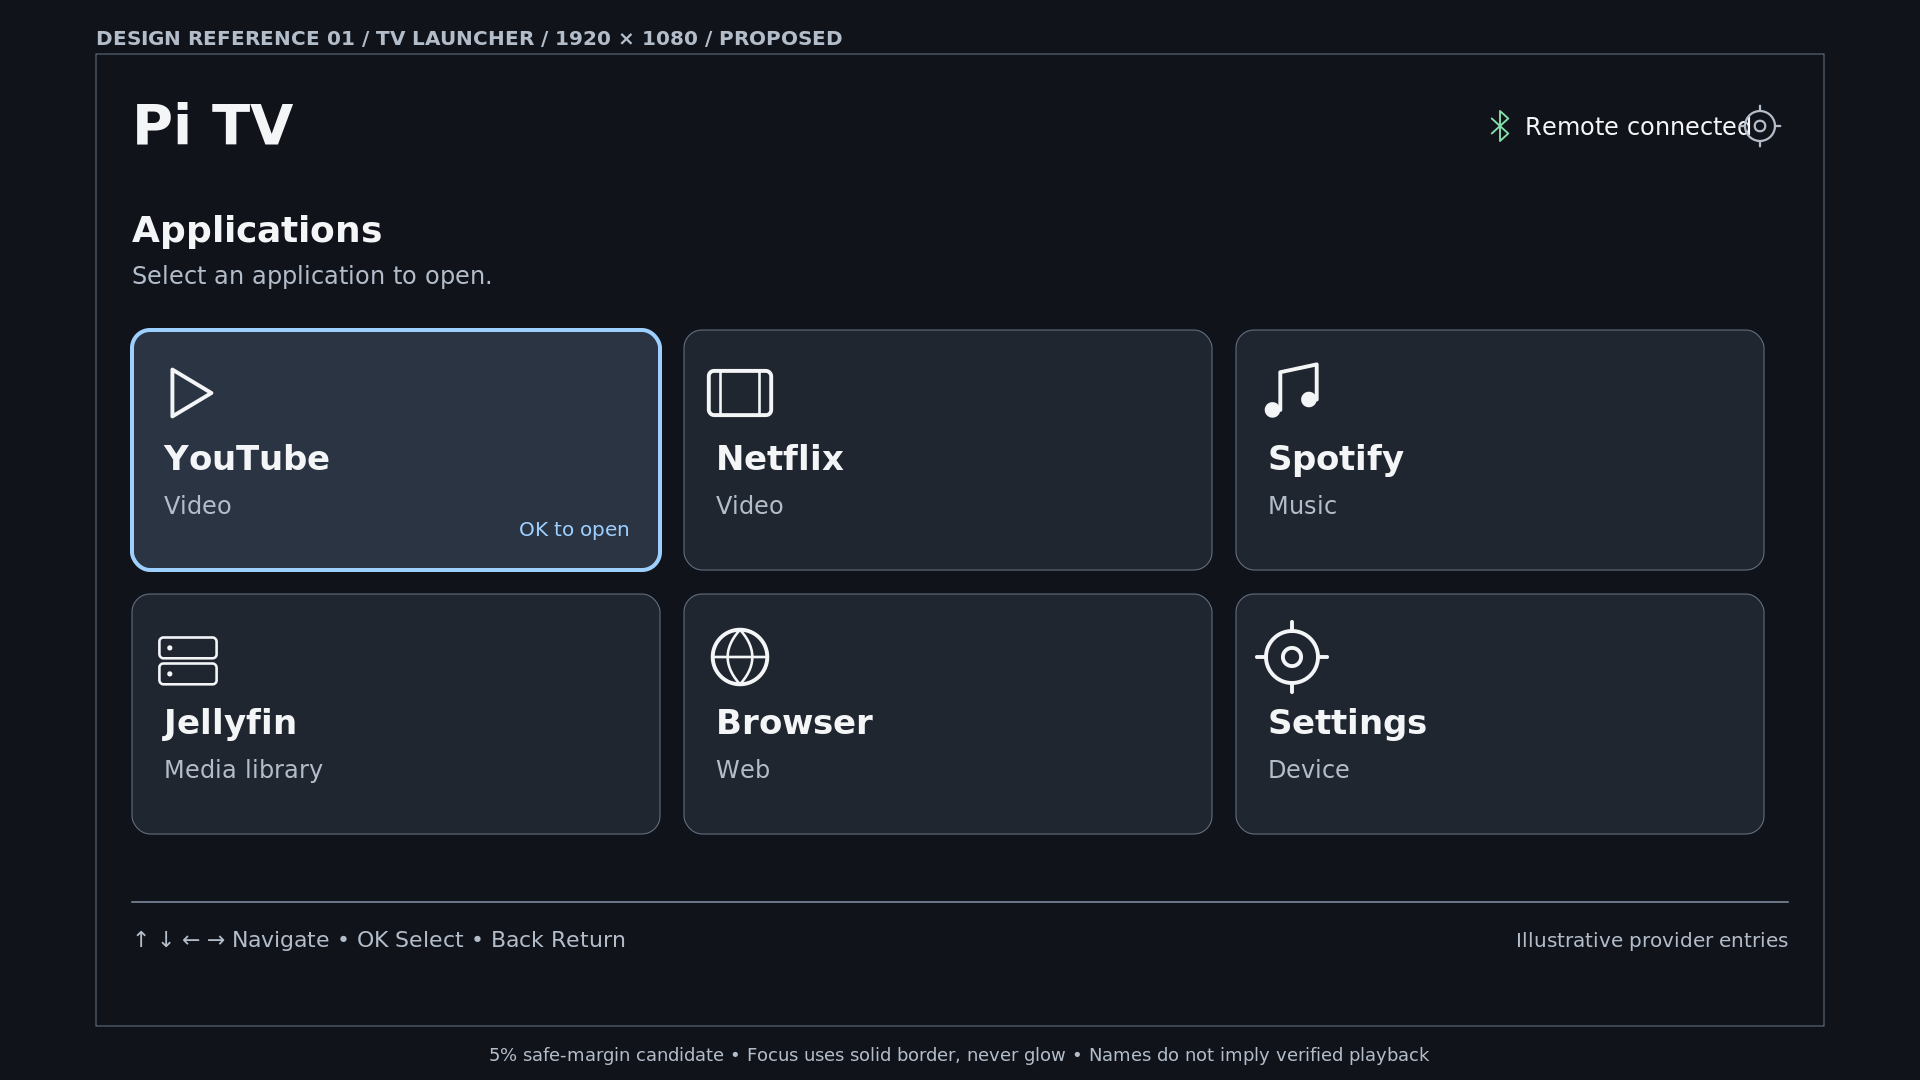 DESIGN REFERENCE 01 / TV LAUNCHER / 1920 × 1080 / PROPOSED
Pi TV
Remote connected
Applications
Select an application to open.
YouTube
Video
OK to open
Netflix
Video
Spotify
Music
Jellyfin
Media library
Browser
Web
Settings
Device
↑ ↓ ← → Navigate • OK Select • Back Return
Illustrative provider entries
5% safe-margin candidate • Focus uses solid border, never glow • Names do not imply verified playback